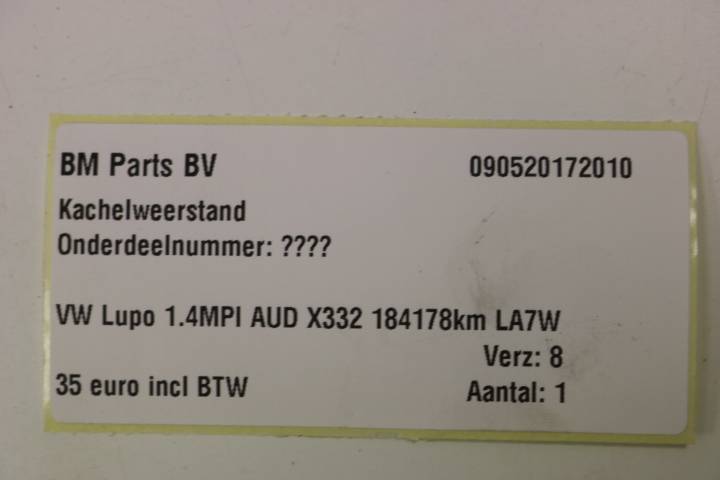 BM Parts BV 090520172010
Kachelweerstand
Onderdeelnummer: ????
VW Lupo 1.4MPI AUD X332 184178km LA7W
Verz: 8
35 euro incl BTW Aantal: 1